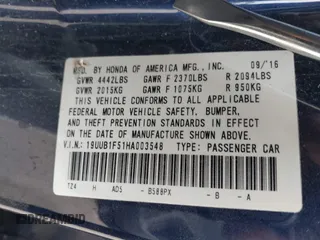 MFD. BY HONDA OF AMERICA MFG., INC. 09/16
GVWR 4442LBS GAWR F 2370LBS R 2094LBS
GVWR 2015KG GAWR F 1075KG R 950KG
THIS VEHICLE CONFORMS TO ALL APPLICABLE
FEDERAL MOTOR VEHICLE SAFETY, BUMPER,
AND THEFT PREVENTION STANDARDS IN EFFECT
ON THE DATE OF MANUFACTURE SHOWN ABOVE.
V.I.N. 19UUB1F51HA003548 TYPE: PASSENGER CAR
TZ4 H AD5 - B588PX - B - A